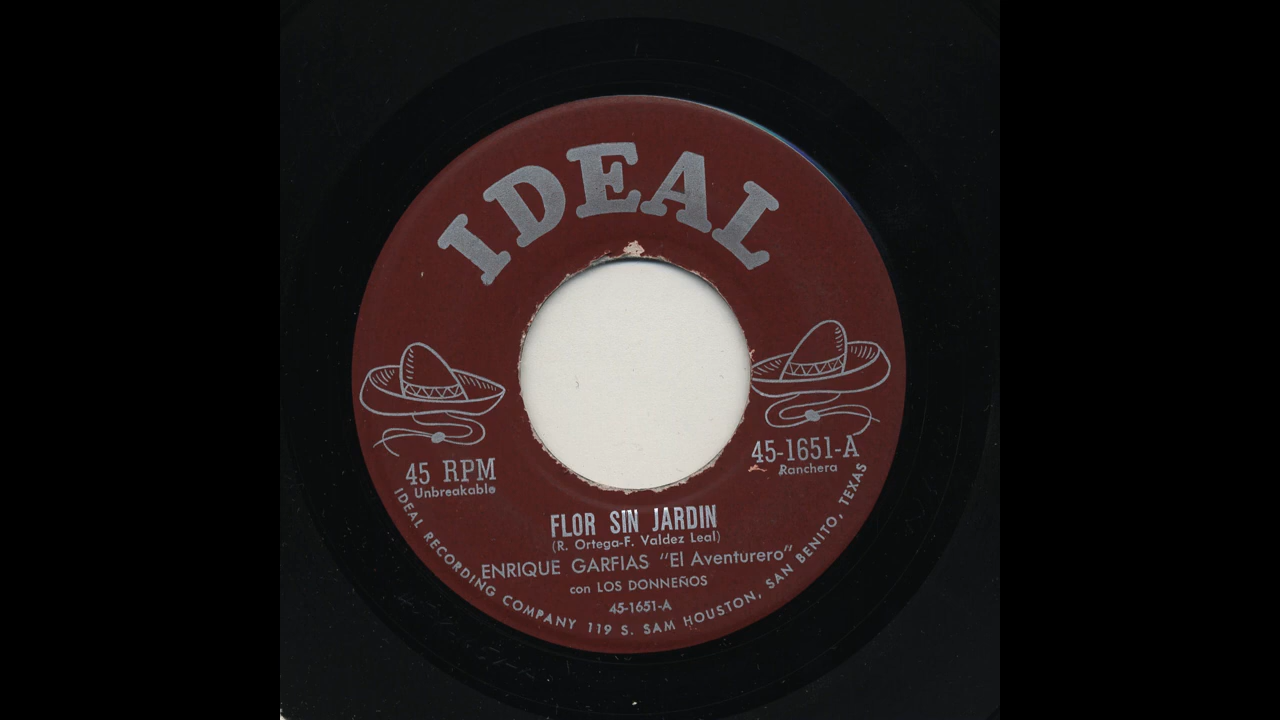 IDEAL
45 RPM
Unbreakable
45-1651-A
Ranchera
FLOR SIN JARDIN
(R. Ortega-F. Valdez Leal)
ENRIQUE GARFIAS "El Aventurero"
con LOS DONNEÑOS
45-1651-A
IDEAL RECORDING COMPANY 119 S. SAM HOUSTON, SAN BENITO, TEXAS